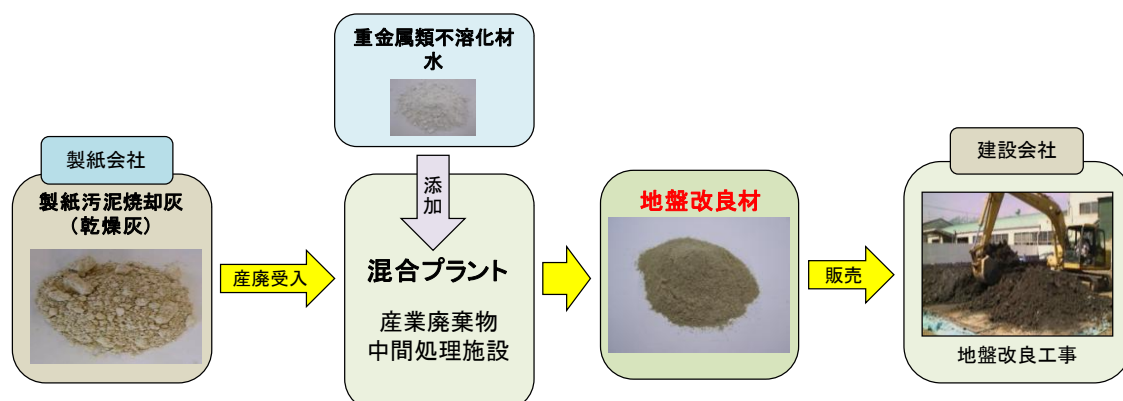 重金属類不溶化材
水
製紙会社
製紙汚泥焼却灰
(乾燥灰)
産廃受入
添加
混合プラント
産業廃棄物
中間処理施設
地盤改良材
販売
建設会社
地盤改良工事